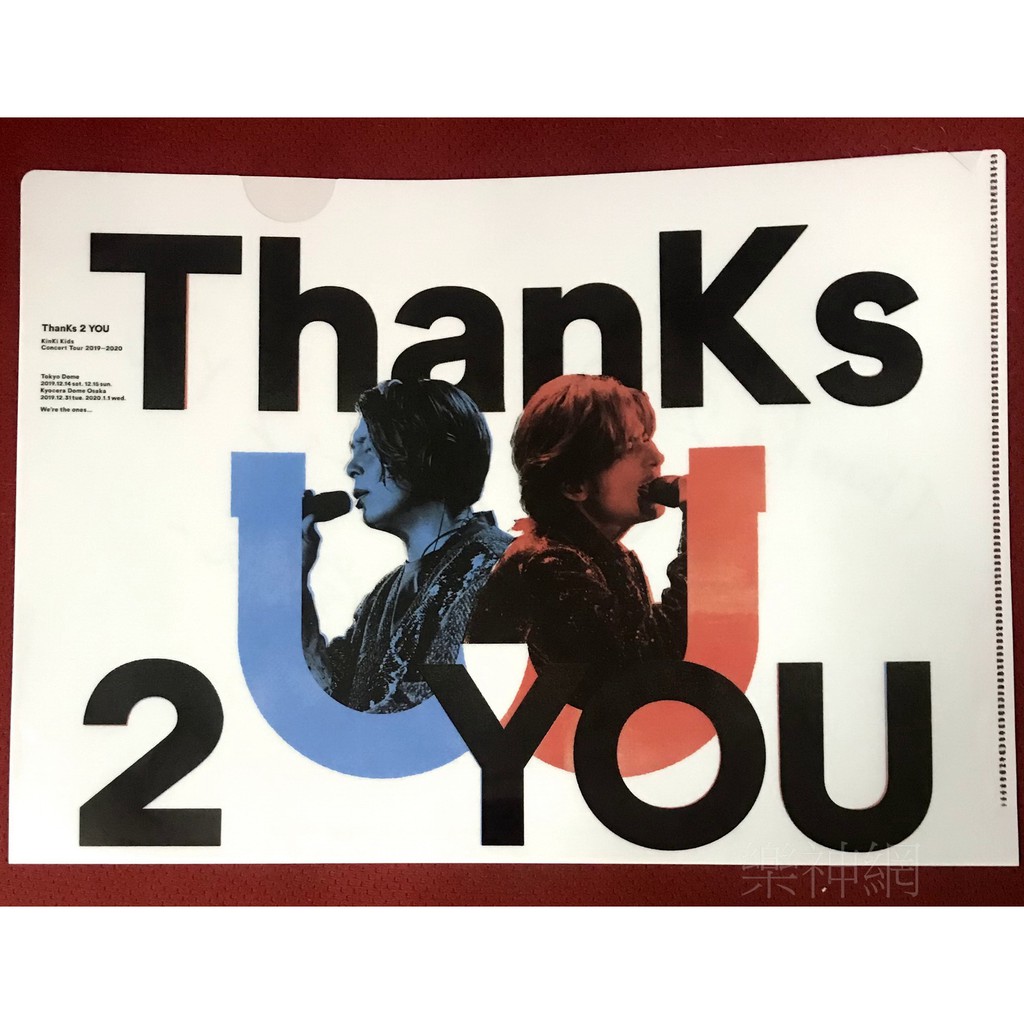 ThanKs
ThanKs 2 YOU
KinKi Kids
Concert Tour 2019-2020
Tokyo Dome
2019.12.14 sat. 12.15 sun.
Kyocera Dome Osaka
2019.12.31 tue. 2020.1.1 wed.
We're the ones...
2 YOU
樂神網